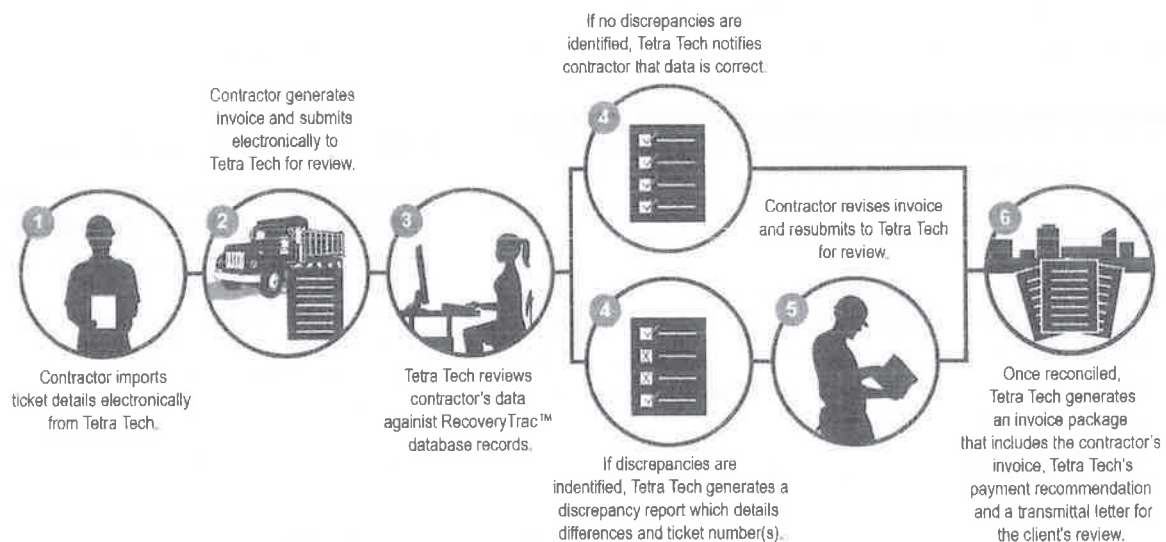 If no discrepancies are
identified, Tetra Tech notifies
contractor that data is correct.
Contractor generates
invoice and submits
electronically to
Tetra Tech for review.
4
Contractor revises invoice
and resubmits to Tetra Tech
for review.
1
2
3
6
4
5
Contractor imports
ticket details electronically
from Tetra Tech.
Tetra Tech reviews
contractor's data
againist RecoveryTrac™
database records.
If discrepancies are
indentified, Tetra Tech generates a
discrepancy report which details
differences and ticket number(s).
Once reconciled,
Tetra Tech generates
an invoice package
that includes the contractor's
invoice, Tetra Tech's
payment recommendation
and a transmittal letter for
the client's review.